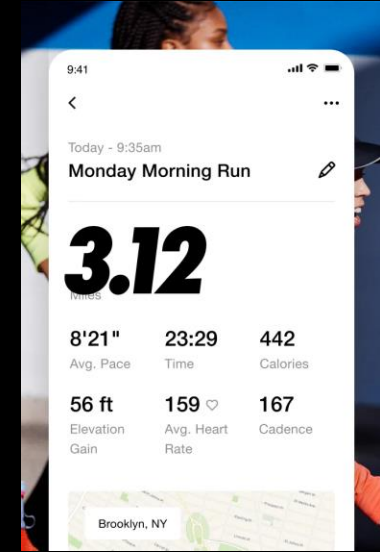 9:41
Today - 9:35am
Monday Morning Run
3.12
Miles
8'21" 23:29 442
Avg. Pace Time Calories
56 ft 159 167
Elevation Gain Avg. Heart Rate Cadence
Brooklyn, NY